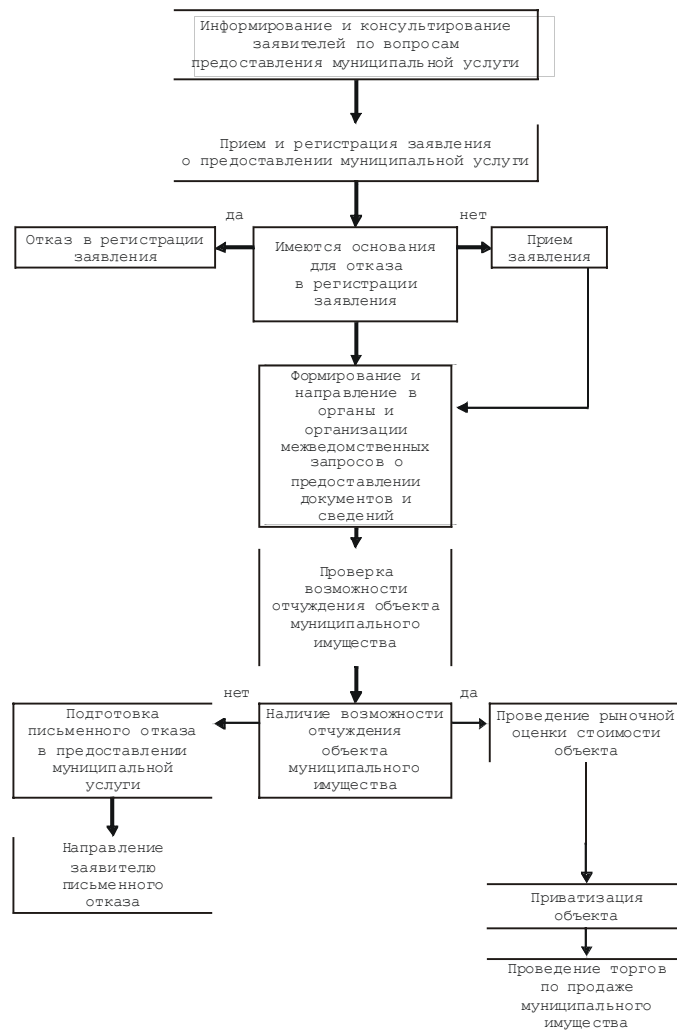 Информирование и консультирование
заявителей по вопросам
предоставления муниципальной услуги
Прием и регистрация заявления
о предоставлении муниципальной услуги
да
нет
Отказ в регистрации
заявления
Имеются основания
для отказа
в регистрации
заявления
Прием
заявления
Формирование и
направление в
органы и
организации
межведомственных
запросов о
предоставлении
документов и
сведений
Проверка
возможности
отчуждения объекта
муниципального
имущества
нет
да
Подготовка
письменного отказа
в предоставлении
муниципальной
услуги
Наличие возможности
отчуждения
объекта
муниципального
имущества
Проведение рыночной
оценки стоимости
объекта
Направление
заявителю
письменного
отказа
Приватизация
объекта
Проведение торгов
по продаже
муниципального
имущества